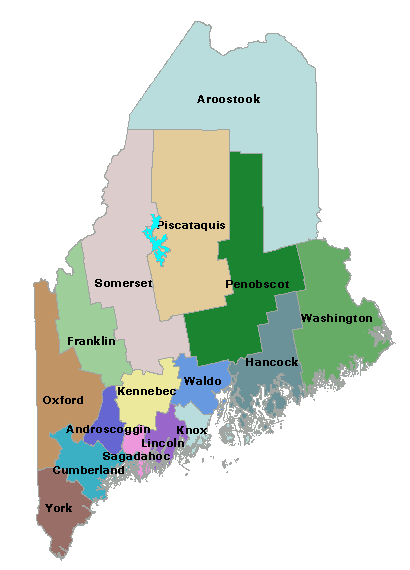 Aroostook
Piscataquis
Somerset
Penobscot
Washington
Franklin
Hancock
Waldo
Kennebec
Oxford
Androscoggin
Knox
Lincoln
Sagadahoc
Cumberland
York